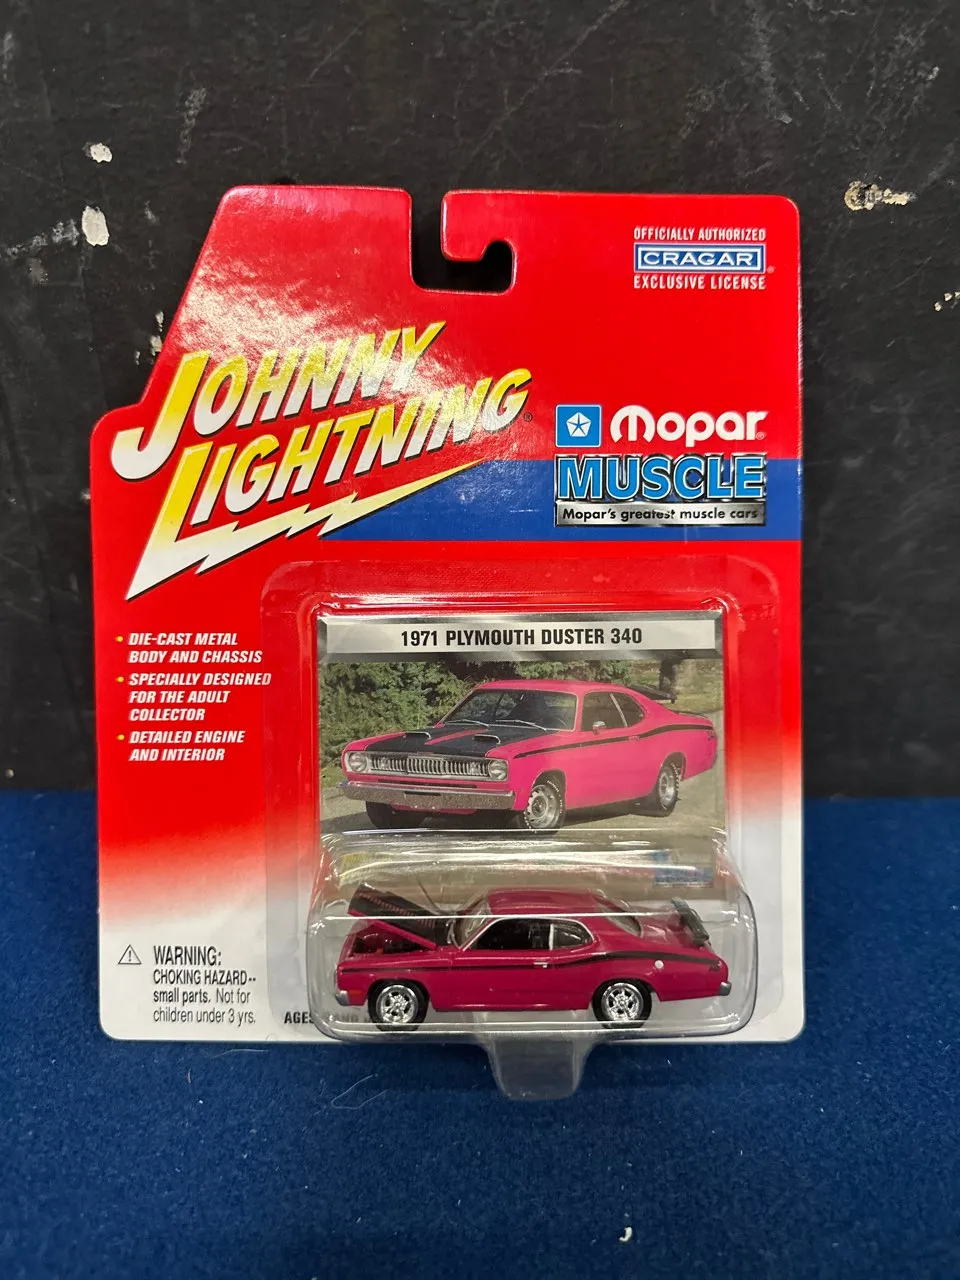 OFFICIALLY AUTHORIZED
CRAGAR
EXCLUSIVE LICENSE
JOHNNY
LIGHTNING®
Mopar®
MUSCLE
Mopar's greatest muscle cars
1971 PLYMOUTH DUSTER 340
• DIE-CAST METAL
BODY AND CHASSIS
• SPECIALLY DESIGNED
FOR THE ADULT
COLLECTOR
• DETAILED ENGINE
AND INTERIOR
WARNING:
CHOKING HAZARD--
small parts. Not for
children under 3 yrs.
AGES